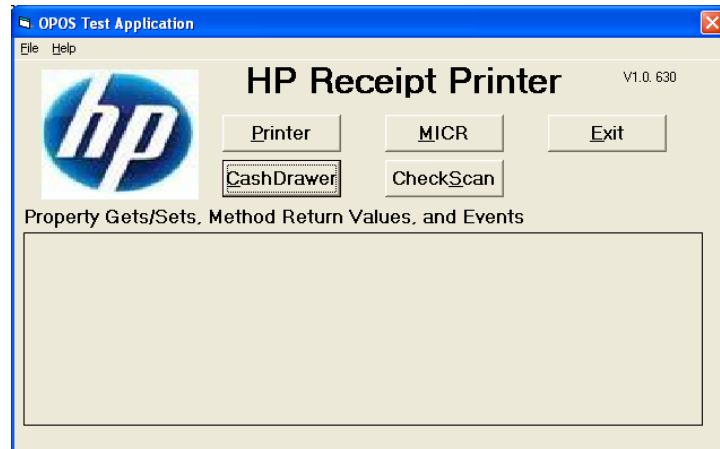 OPOS Test Application
File Help
HP Receipt Printer V1.0. 630
hp
Printer MICR Exit
CashDrawer CheckScan
Property Gets/Sets, Method Return Values, and Events